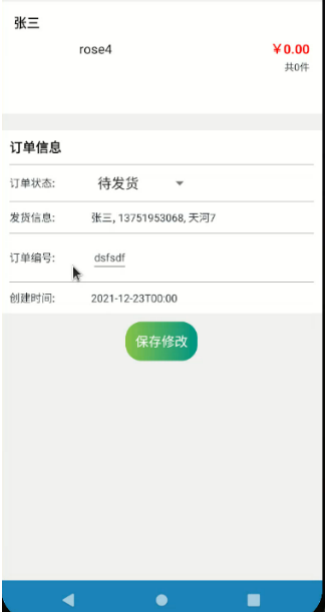 张三
rose4 ￥0.00
共0件
订单信息
订单状态: 待发货
发货信息: 张三, 13751953068, 天河7
订单编号: dsfsdf
创建时间: 2021-12-23T00:00
保存修改